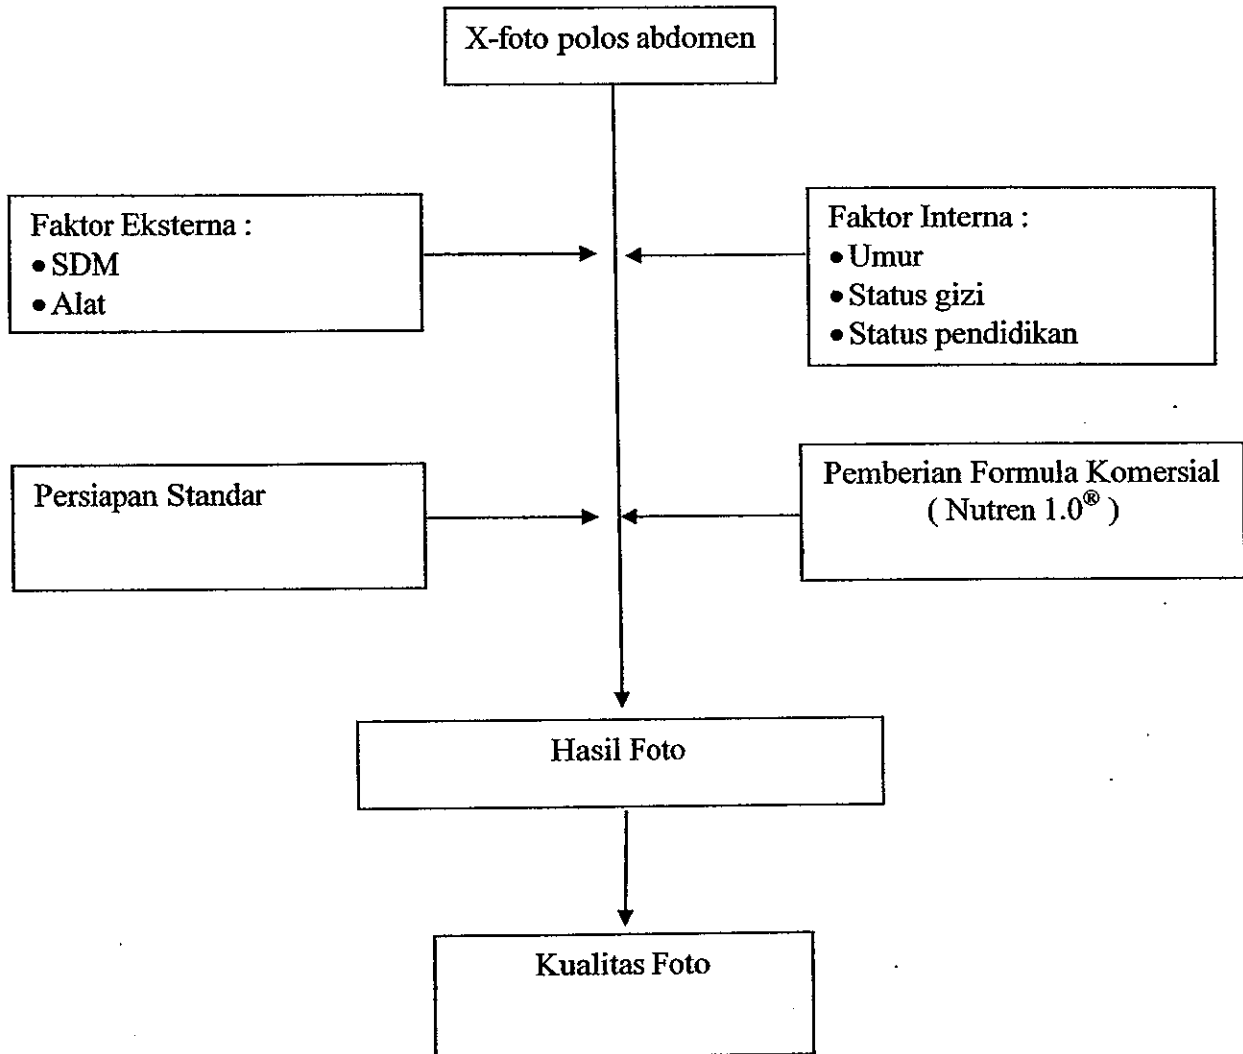 X-foto polos abdomen
Faktor Eksterna :
• SDM
• Alat
Faktor Interna :
• Umur
• Status gizi
• Status pendidikan
Persiapan Standar
Pemberian Formula Komersial
( Nutren 1.0® )
Hasil Foto
Kualitas Foto